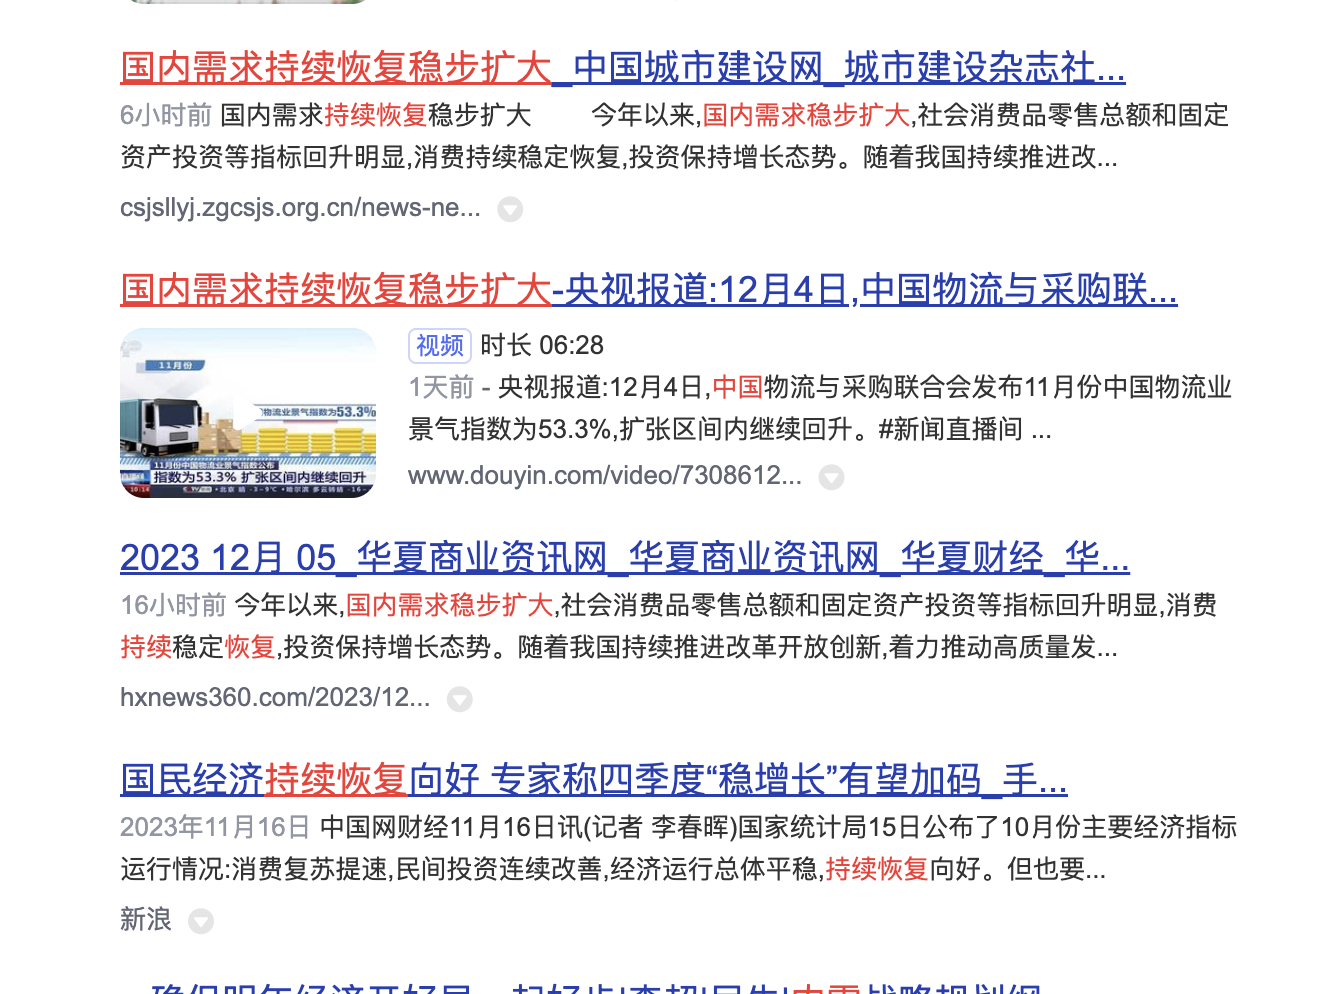 国内需求持续恢复稳步扩大_中国城市建设网_城市建设杂志社...
6小时前 国内需求持续恢复稳步扩大 今年以来,国内需求稳步扩大,社会消费品零售总额和固定
资产投资等指标回升明显,消费持续稳定恢复,投资保持增长态势。随着我国持续推进改...
csjsllyj.zgcsjs.org.cn/news-ne...
国内需求持续恢复稳步扩大-央视报道:12月4日,中国物流与采购联...
视频 时长 06:28
1天前 - 央视报道:12月4日,中国物流与采购联合会发布11月份中国物流业
景气指数为53.3%,扩张区间内继续回升。#新闻直播间 ...
www.douyin.com/video/7308612...
11月份
物流业景气指数为53.3%
11月份中国物流业景气指数公布
指数为53.3% 扩张区间内继续回升
2023 12月 05_华夏商业资讯网_华夏商业资讯网_华夏财经_华...
16小时前 今年以来,国内需求稳步扩大,社会消费品零售总额和固定资产投资等指标回升明显,消费
持续稳定恢复,投资保持增长态势。随着我国持续推进改革开放创新,着力推动高质量发...
hxnews360.com/2023/12...
国民经济持续恢复向好 专家称四季度“稳增长”有望加码_手...
2023年11月16日 中国网财经11月16日讯(记者 李春晖)国家统计局15日公布了10月份主要经济指标
运行情况:消费复苏提速,民间投资连续改善,经济运行总体平稳,持续恢复向好。但也要...
新浪